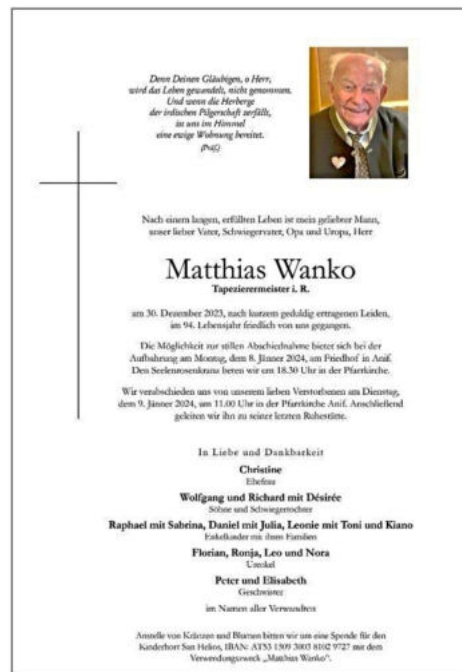 Denn Deinen Gläubigen, o Herr,
wird das Leben gewandelt, nicht genommen.
Und wenn die Herberge
der irdischen Pilgerschaft zerfällt,
ist uns im Himmel
eine ewige Wohnung bereitet.
Nach einem langen, erfüllten Leben ist mein geliebter Mann,
unser lieber Vater, Schwiegervater, Opa und Uropa, Herr
Matthias Wanko
Tapezierermeister i. R.
am 30. Dezember 2023, nach kurzem geduldig ertragenen Leiden,
im 94. Lebensjahr friedlich von uns gegangen.
Die Möglichkeit zur stillen Abschiednahme bietet sich bei der
Aufbahrung am Montag, dem 8. Jänner 2024, am Friedhof in Anif.
Den Seelenrosenkranz beten wir um 18.30 Uhr in der Pfarrkirche.
Wir verabschieden uns von unserem lieben Verstorbenen am Dienstag,
dem 9. Jänner 2024, um 11.00 Uhr in der Pfarrkirche Anif. Anschließend
geleiten wir ihn zu seiner letzten Ruhestätte.
In Liebe und Dankbarkeit
Christine
Ehefrau
Wolfgang und Richard mit Désirée
Söhne und Schwiegertochter
Raphael mit Sabrina, Daniel mit Julia, Leonie mit Toni und Kiano
Enkelkinder mit ihren Familien
Florian, Ronja, Leo und Nora
Urenkel
Peter und Elisabeth
Geschwister
im Namen aller Verwandten
Anstelle von Kränzen und Blumen bitten wir um eine Spende für den
Kinderhort San Helios, IBAN: AT53 1509 3003 8102 9727 mit dem
Verwendungszweck „Matthias Wanko".